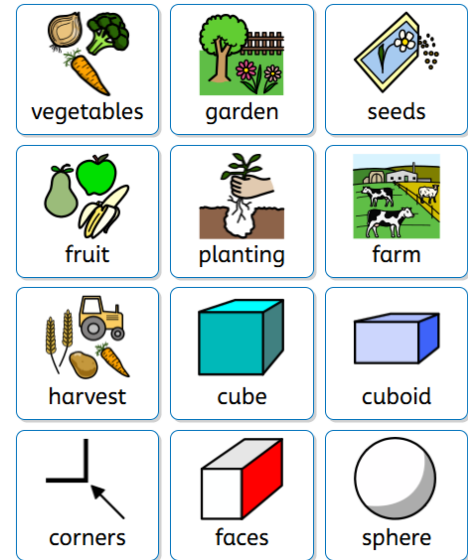 vegetables garden seeds
fruit planting farm
harvest cube cuboid
corners faces sphere